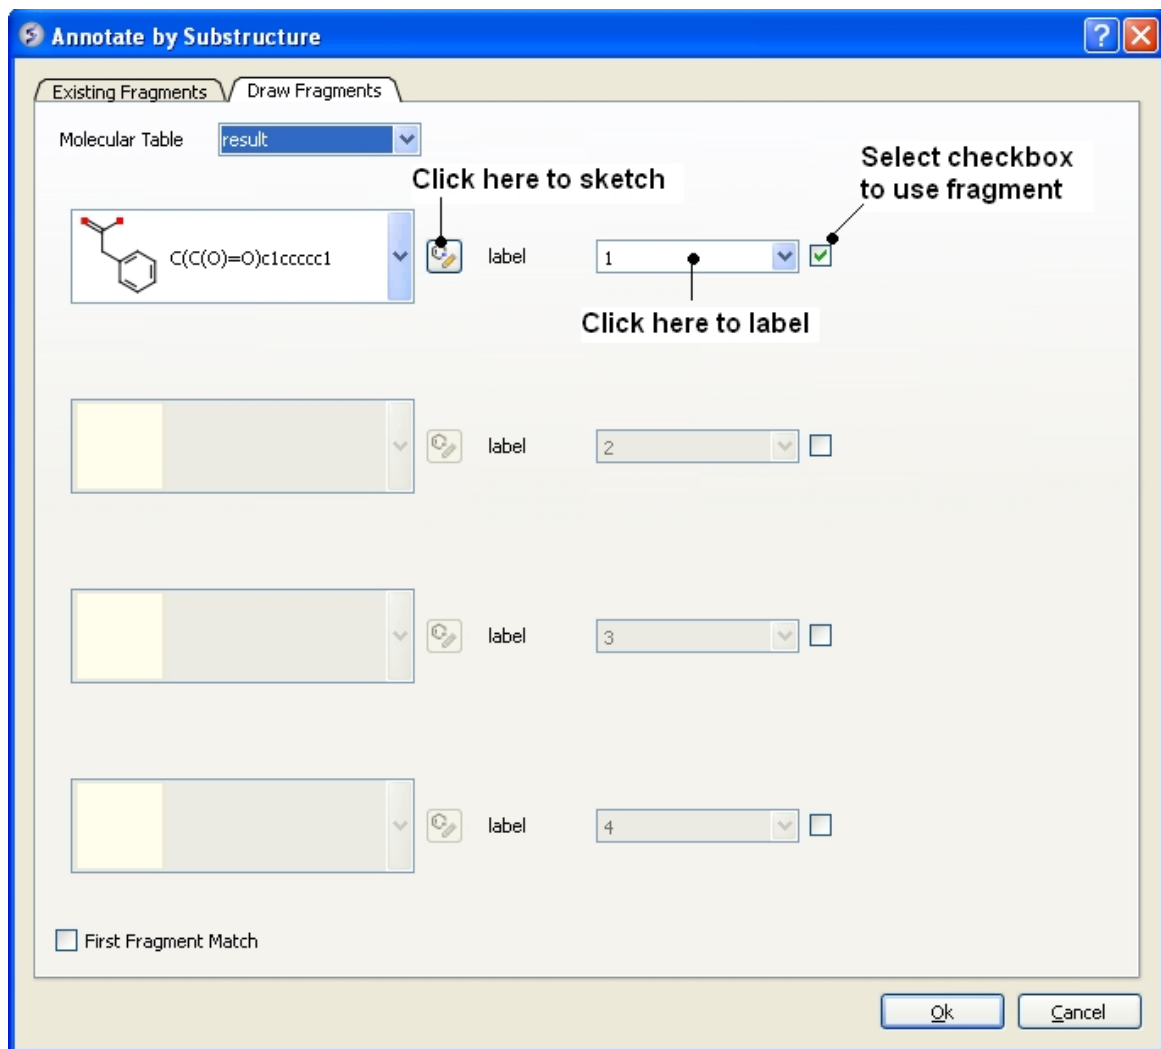 Annotate by Substructure
Existing Fragments
Draw Fragments
Molecular Table
result
Click here to sketch
Select checkbox
to use fragment
C(C(O)=O)c1ccccc1
label
1
Click here to label
label
2
label
3
label
4
First Fragment Match
Ok
Cancel